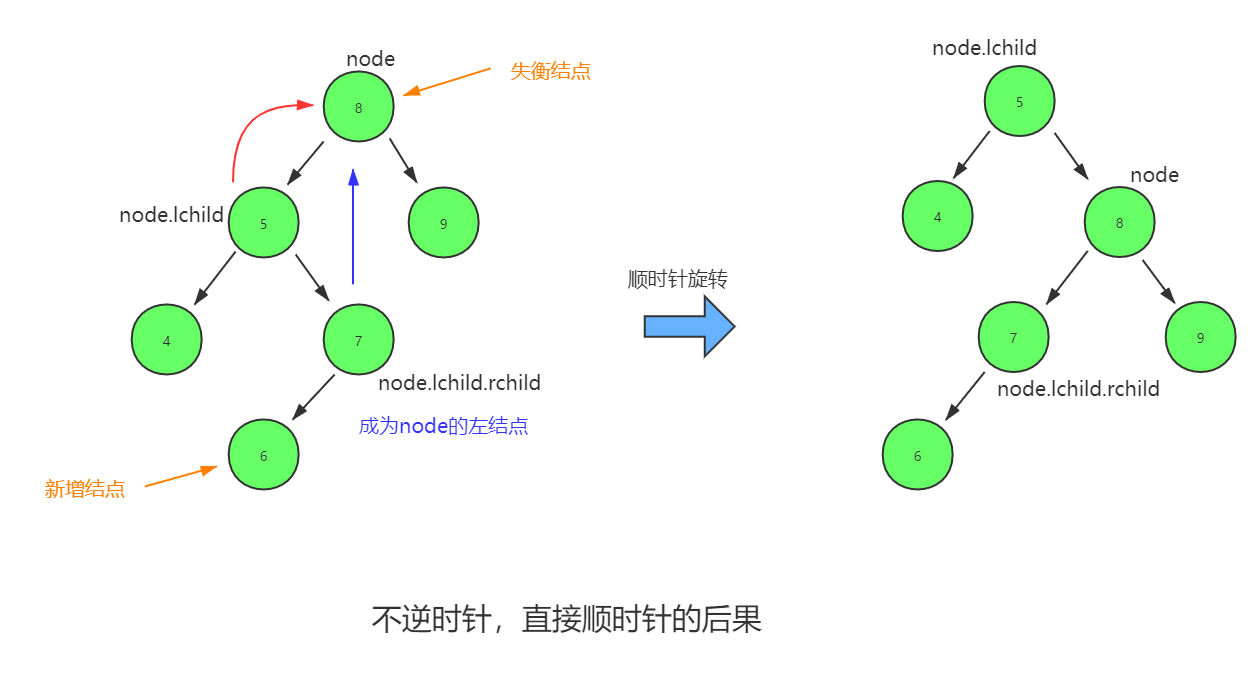 node
失衡结点
8
node.lchild
5
9
4
7
node.lchild.rchild
成为node的左结点
6
新增结点
顺时针旋转
node.lchild
5
node
4
8
7
9
node.lchild.rchild
6
不逆时针，直接顺时针的后果